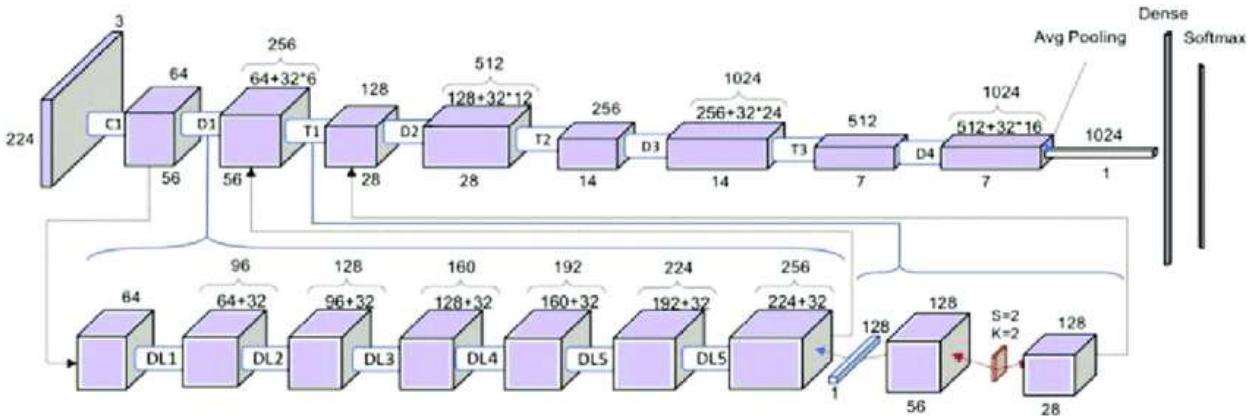 3
224
C1
64
56
D1
256
64+32*6
56
T1
128
28
D2
512
128+32*12
28
T2
256
14
D3
1024
256+32*24
14
T3
512
7
D4
1024
512+32*16
7
Avg Pooling
1024
1
Dense
Softmax
64
DL1
96
64+32
DL2
128
96+32
DL3
160
128+32
DL4
192
160+32
DL5
224
192+32
DL5
256
224+32
128
1
128
56
S=2
K=2
128
28